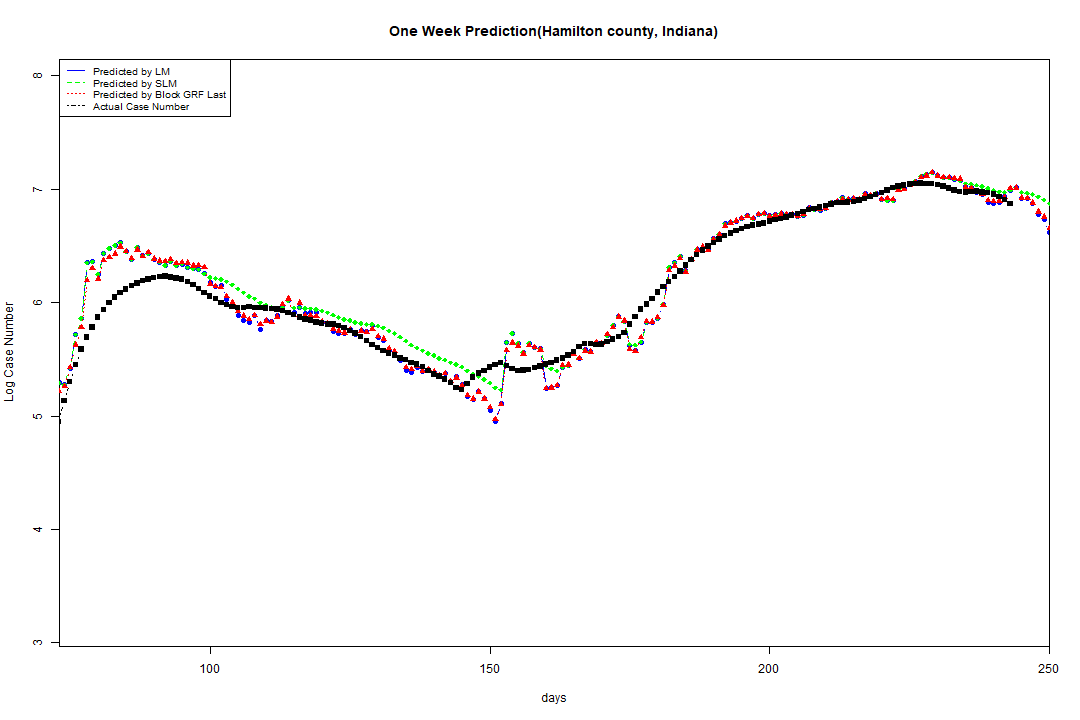 One Week Prediction(Hamilton county, Indiana)
Predicted by LM
Predicted by SLM
Predicted by Block GRF Last
Actual Case Number
8
7
6
5
4
3
Log Case Number
100
150
200
250
days